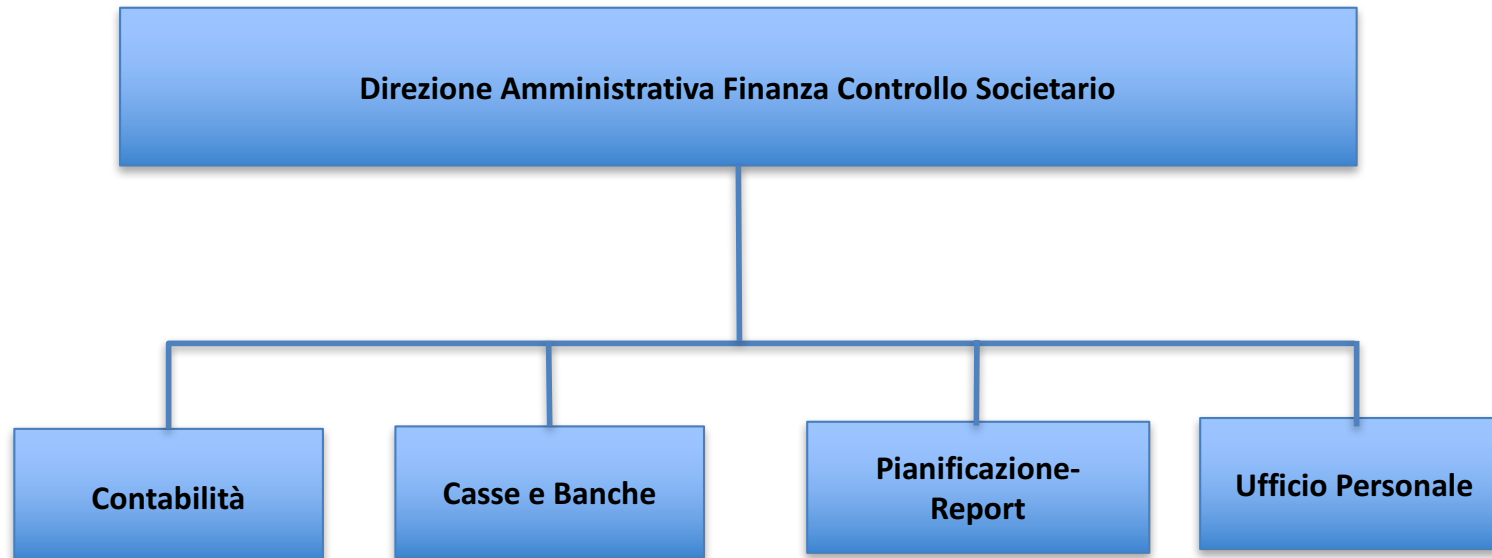 Direzione Amministrativa Finanza Controllo Societario
Contabilità
Casse e Banche
Pianificazione-
Report
Ufficio Personale